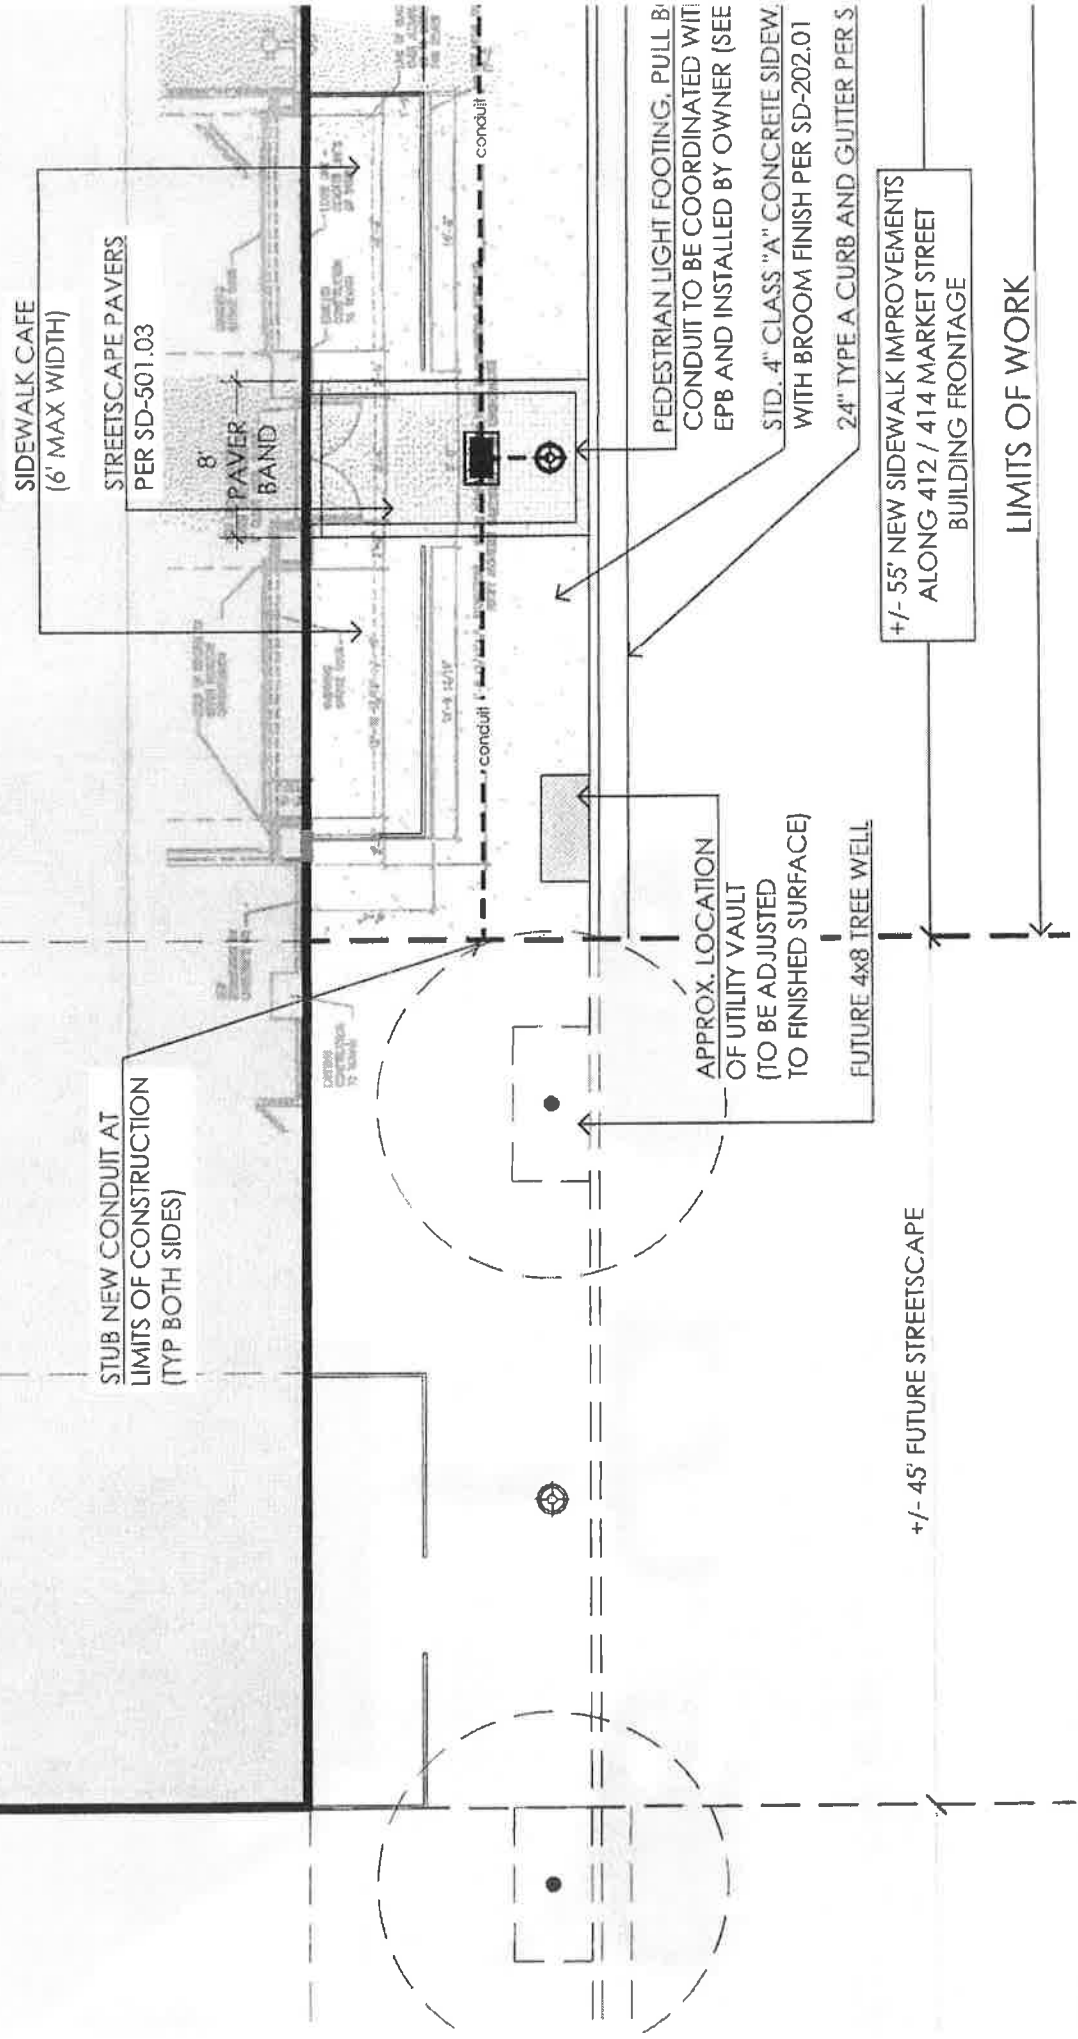 SIDEWALK CAFE
(6' MAX WIDTH)
STREETSCAPE PAVERS
PER SD-501.03
8'
PAVER
BAND
STUB NEW CONDUIT AT
LIMITS OF CONSTRUCTION
(TYP BOTH SIDES)
conduit
conduit
PEDESTRIAN LIGHT FOOTING, PULL B
CONDUIT TO BE COORDINATED WIT
EPB AND INSTALLED BY OWNER (SEE
STD. 4" CLASS "A" CONCRETE SIDEW
WITH BROOM FINISH PER SD-202.01
24" TYPE A CURB AND GUTTER PER S
APPROX. LOCATION
OF UTILITY VAULT
(TO BE ADJUSTED
TO FINISHED SURFACE)
FUTURE 4x8 TREE WELL
+/- 55' NEW SIDEWALK IMPROVEMENTS
ALONG 412 / 414 MARKET STREET
BUILDING FRONTAGE
+/- 45' FUTURE STREETSCAPE
LIMITS OF WORK